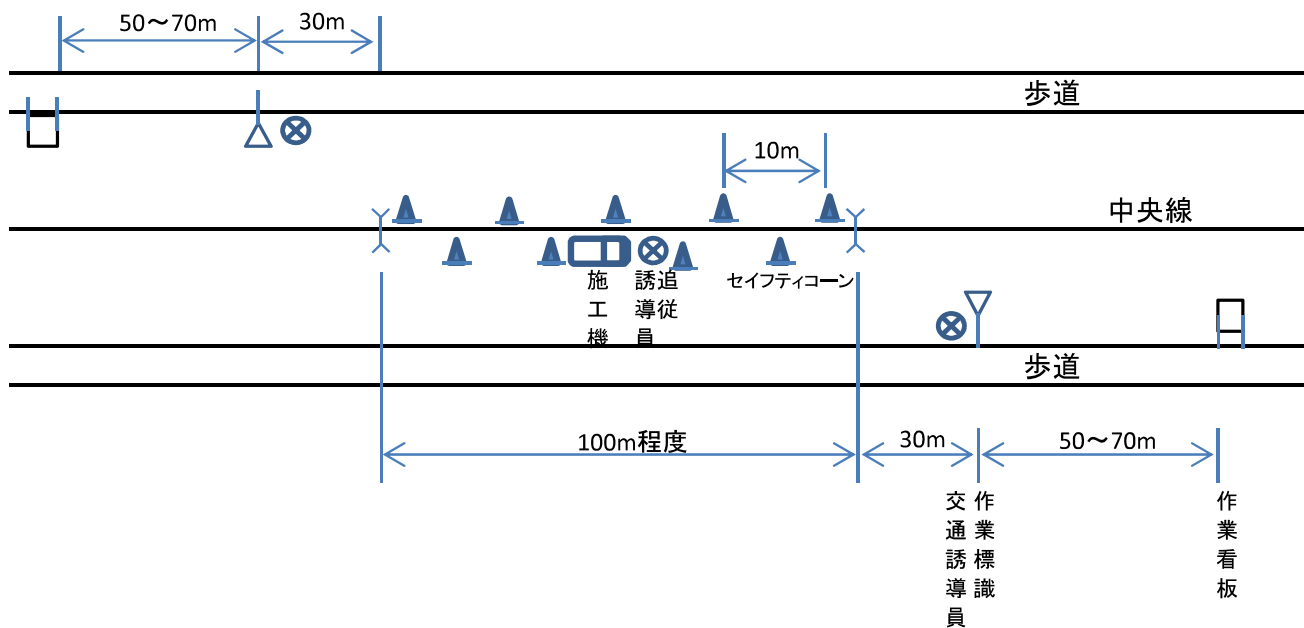 50～70m
30m
歩道
10m
中央線
施工機
追従
誘導員
セイフティコーン
歩道
100m程度
30m
50～70m
作業標識
交通誘導員
作業看板